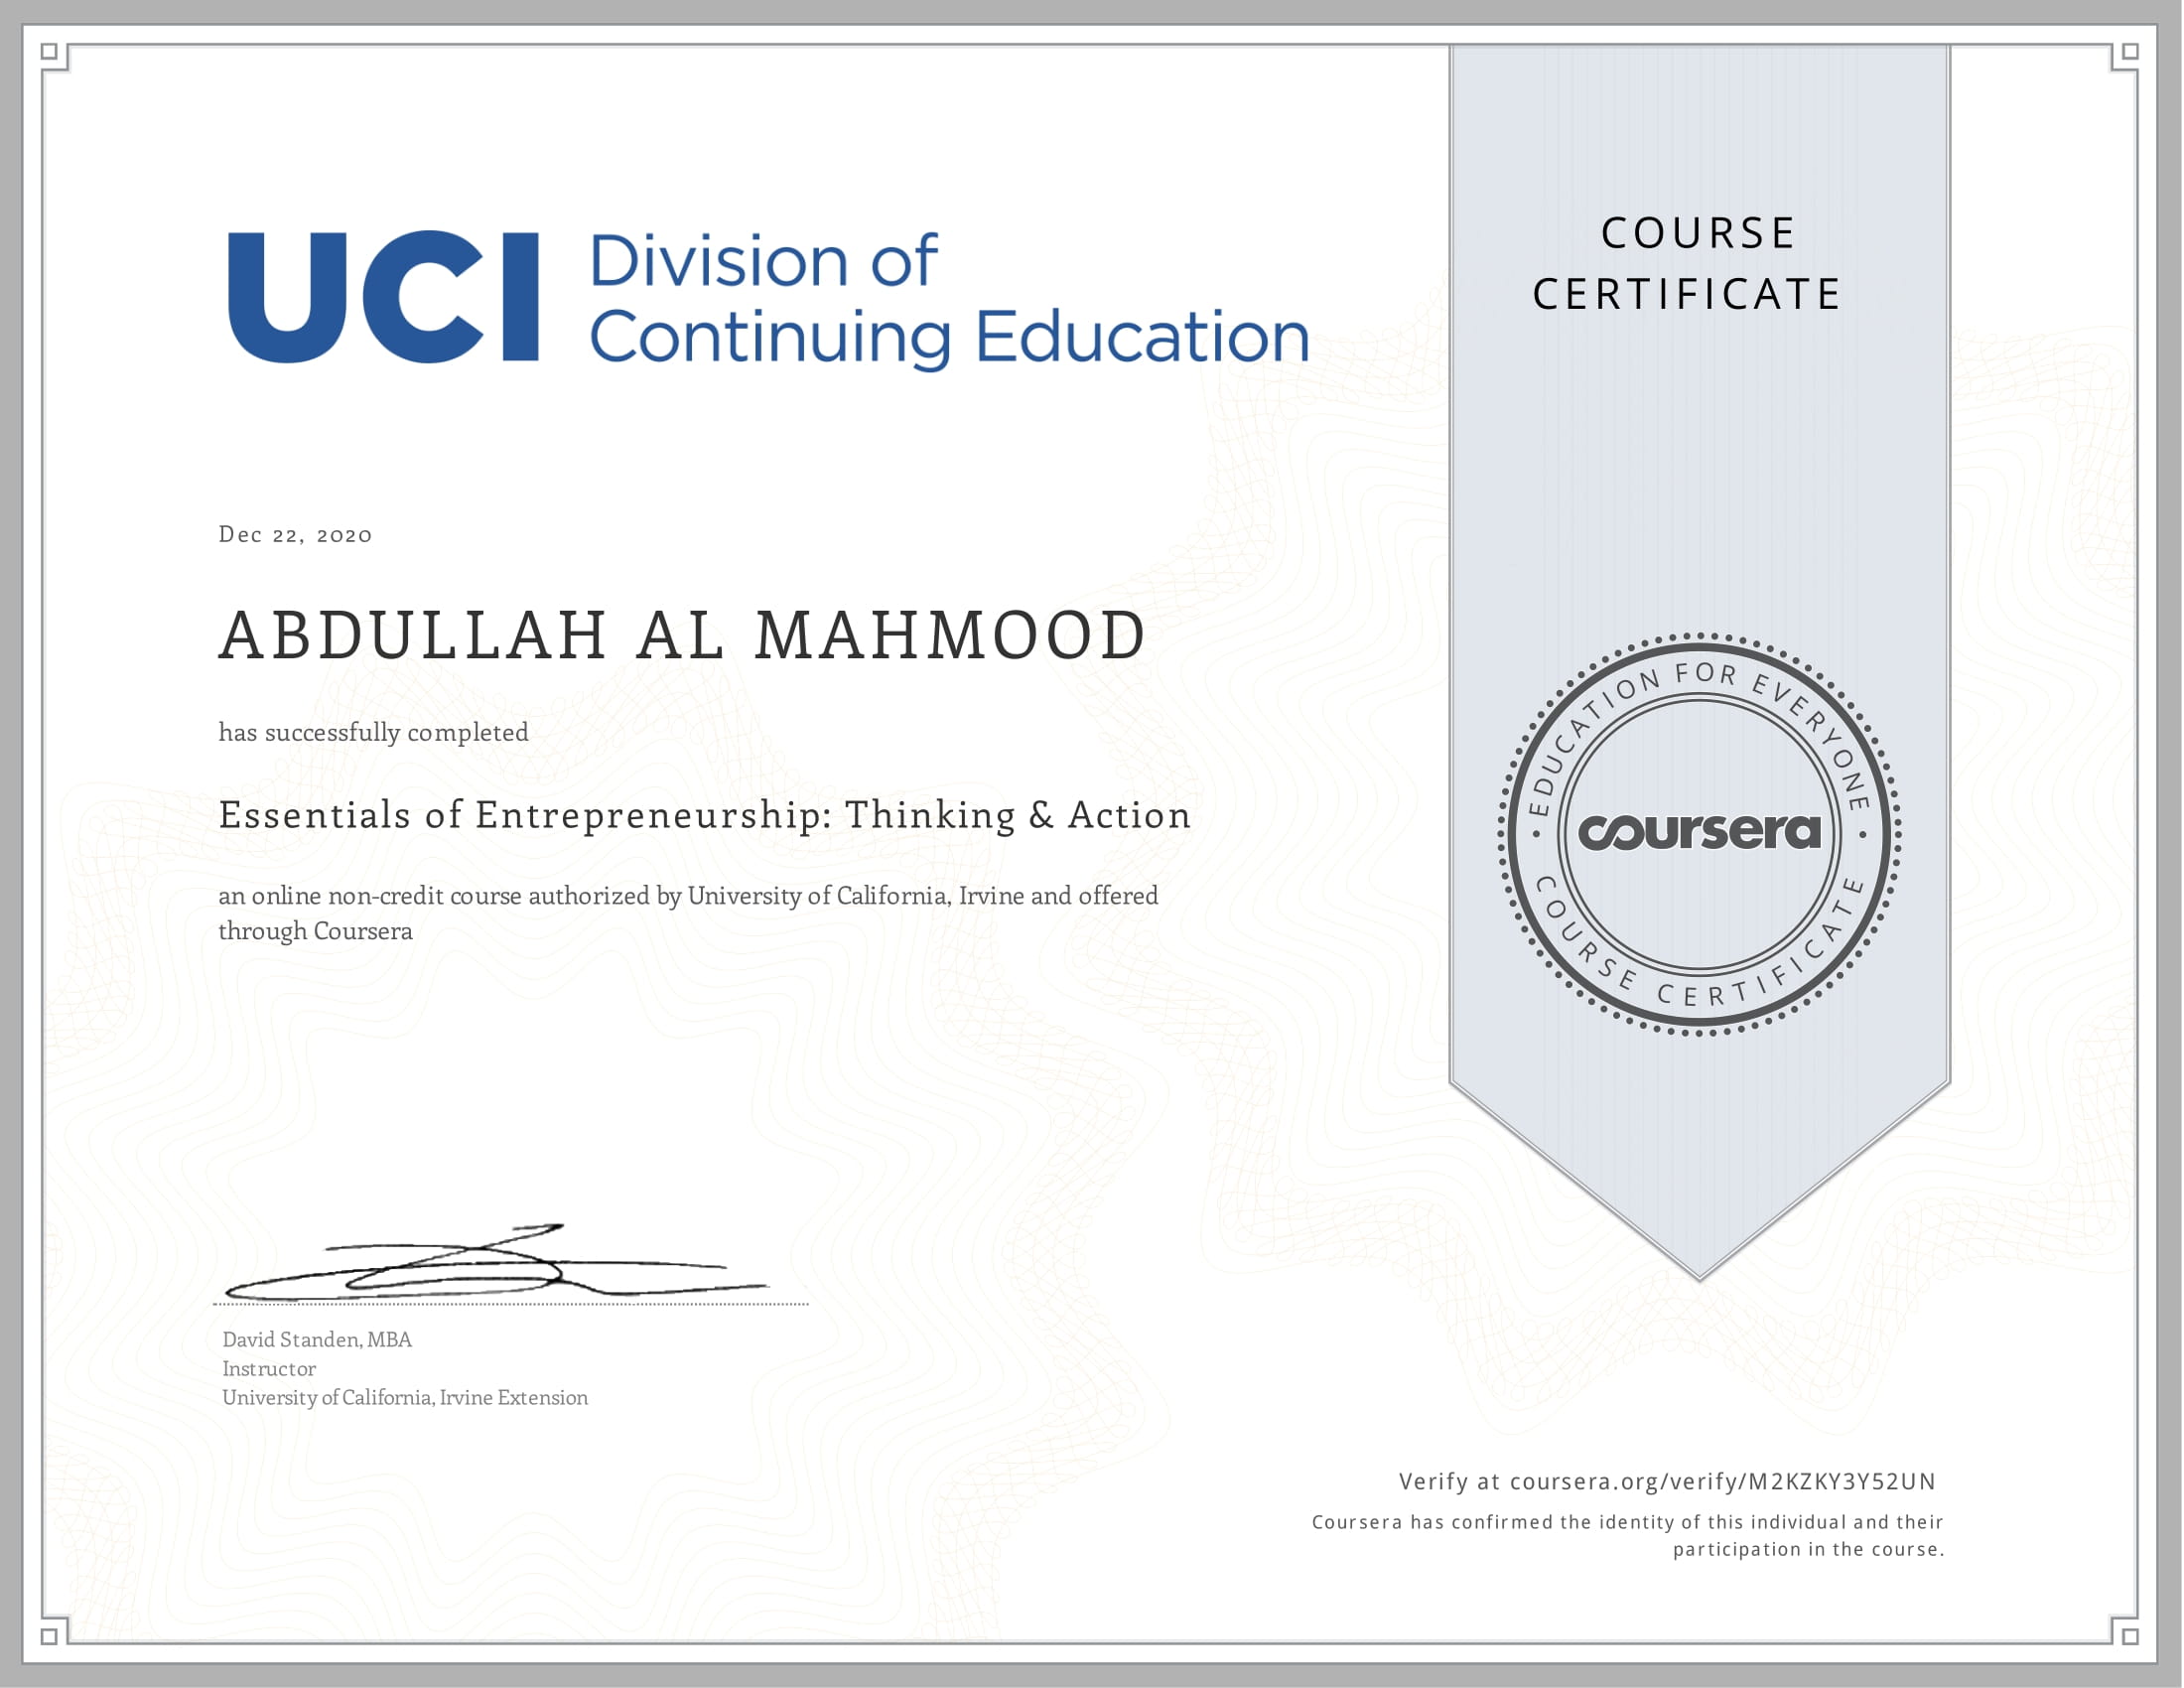 UCI Division of
Continuing Education
COURSE
CERTIFICATE
Dec 22, 2020
ABDULLAH AL MAHMOOD
has successfully completed
Essentials of Entrepreneurship: Thinking & Action
an online non-credit course authorized by University of California, Irvine and offered
through Coursera
• EDUCATION FOR EVERYONE •
coursera
COURSE CERTIFICATE
David Standen, MBA
Instructor
University of California, Irvine Extension
Verify at coursera.org/verify/M2KZKY3Y52UN
Coursera has confirmed the identity of this individual and their
participation in the course.